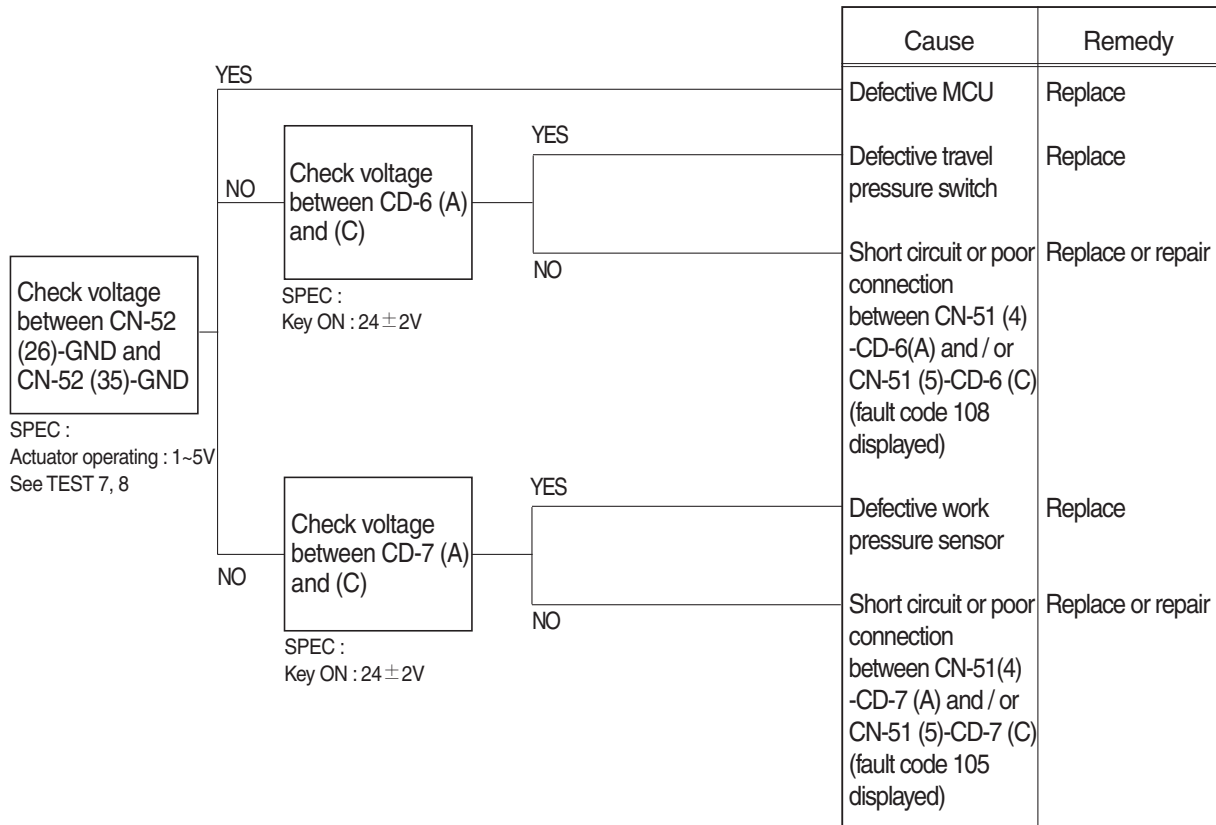 Cause
Remedy
YES
Defective MCU
Replace
NO
Check voltage
between CD-6 (A)
and (C)
SPEC :
Key ON : 24±2V
YES
Defective travel
pressure switch
Replace
NO
Short circuit or poor
connection
between CN-51 (4)
-CD-6(A) and / or
CN-51 (5)-CD-6 (C)
(fault code 108
displayed)
Replace or repair
Check voltage
between CN-52
(26)-GND and
CN-52 (35)-GND
SPEC :
Actuator operating : 1~5V
See TEST 7, 8
NO
Check voltage
between CD-7 (A)
and (C)
SPEC :
Key ON : 24±2V
YES
Defective work
pressure sensor
Replace
NO
Short circuit or poor
connection
between CN-51(4)
-CD-7 (A) and / or
CN-51 (5)-CD-7 (C)
(fault code 105
displayed)
Replace or repair